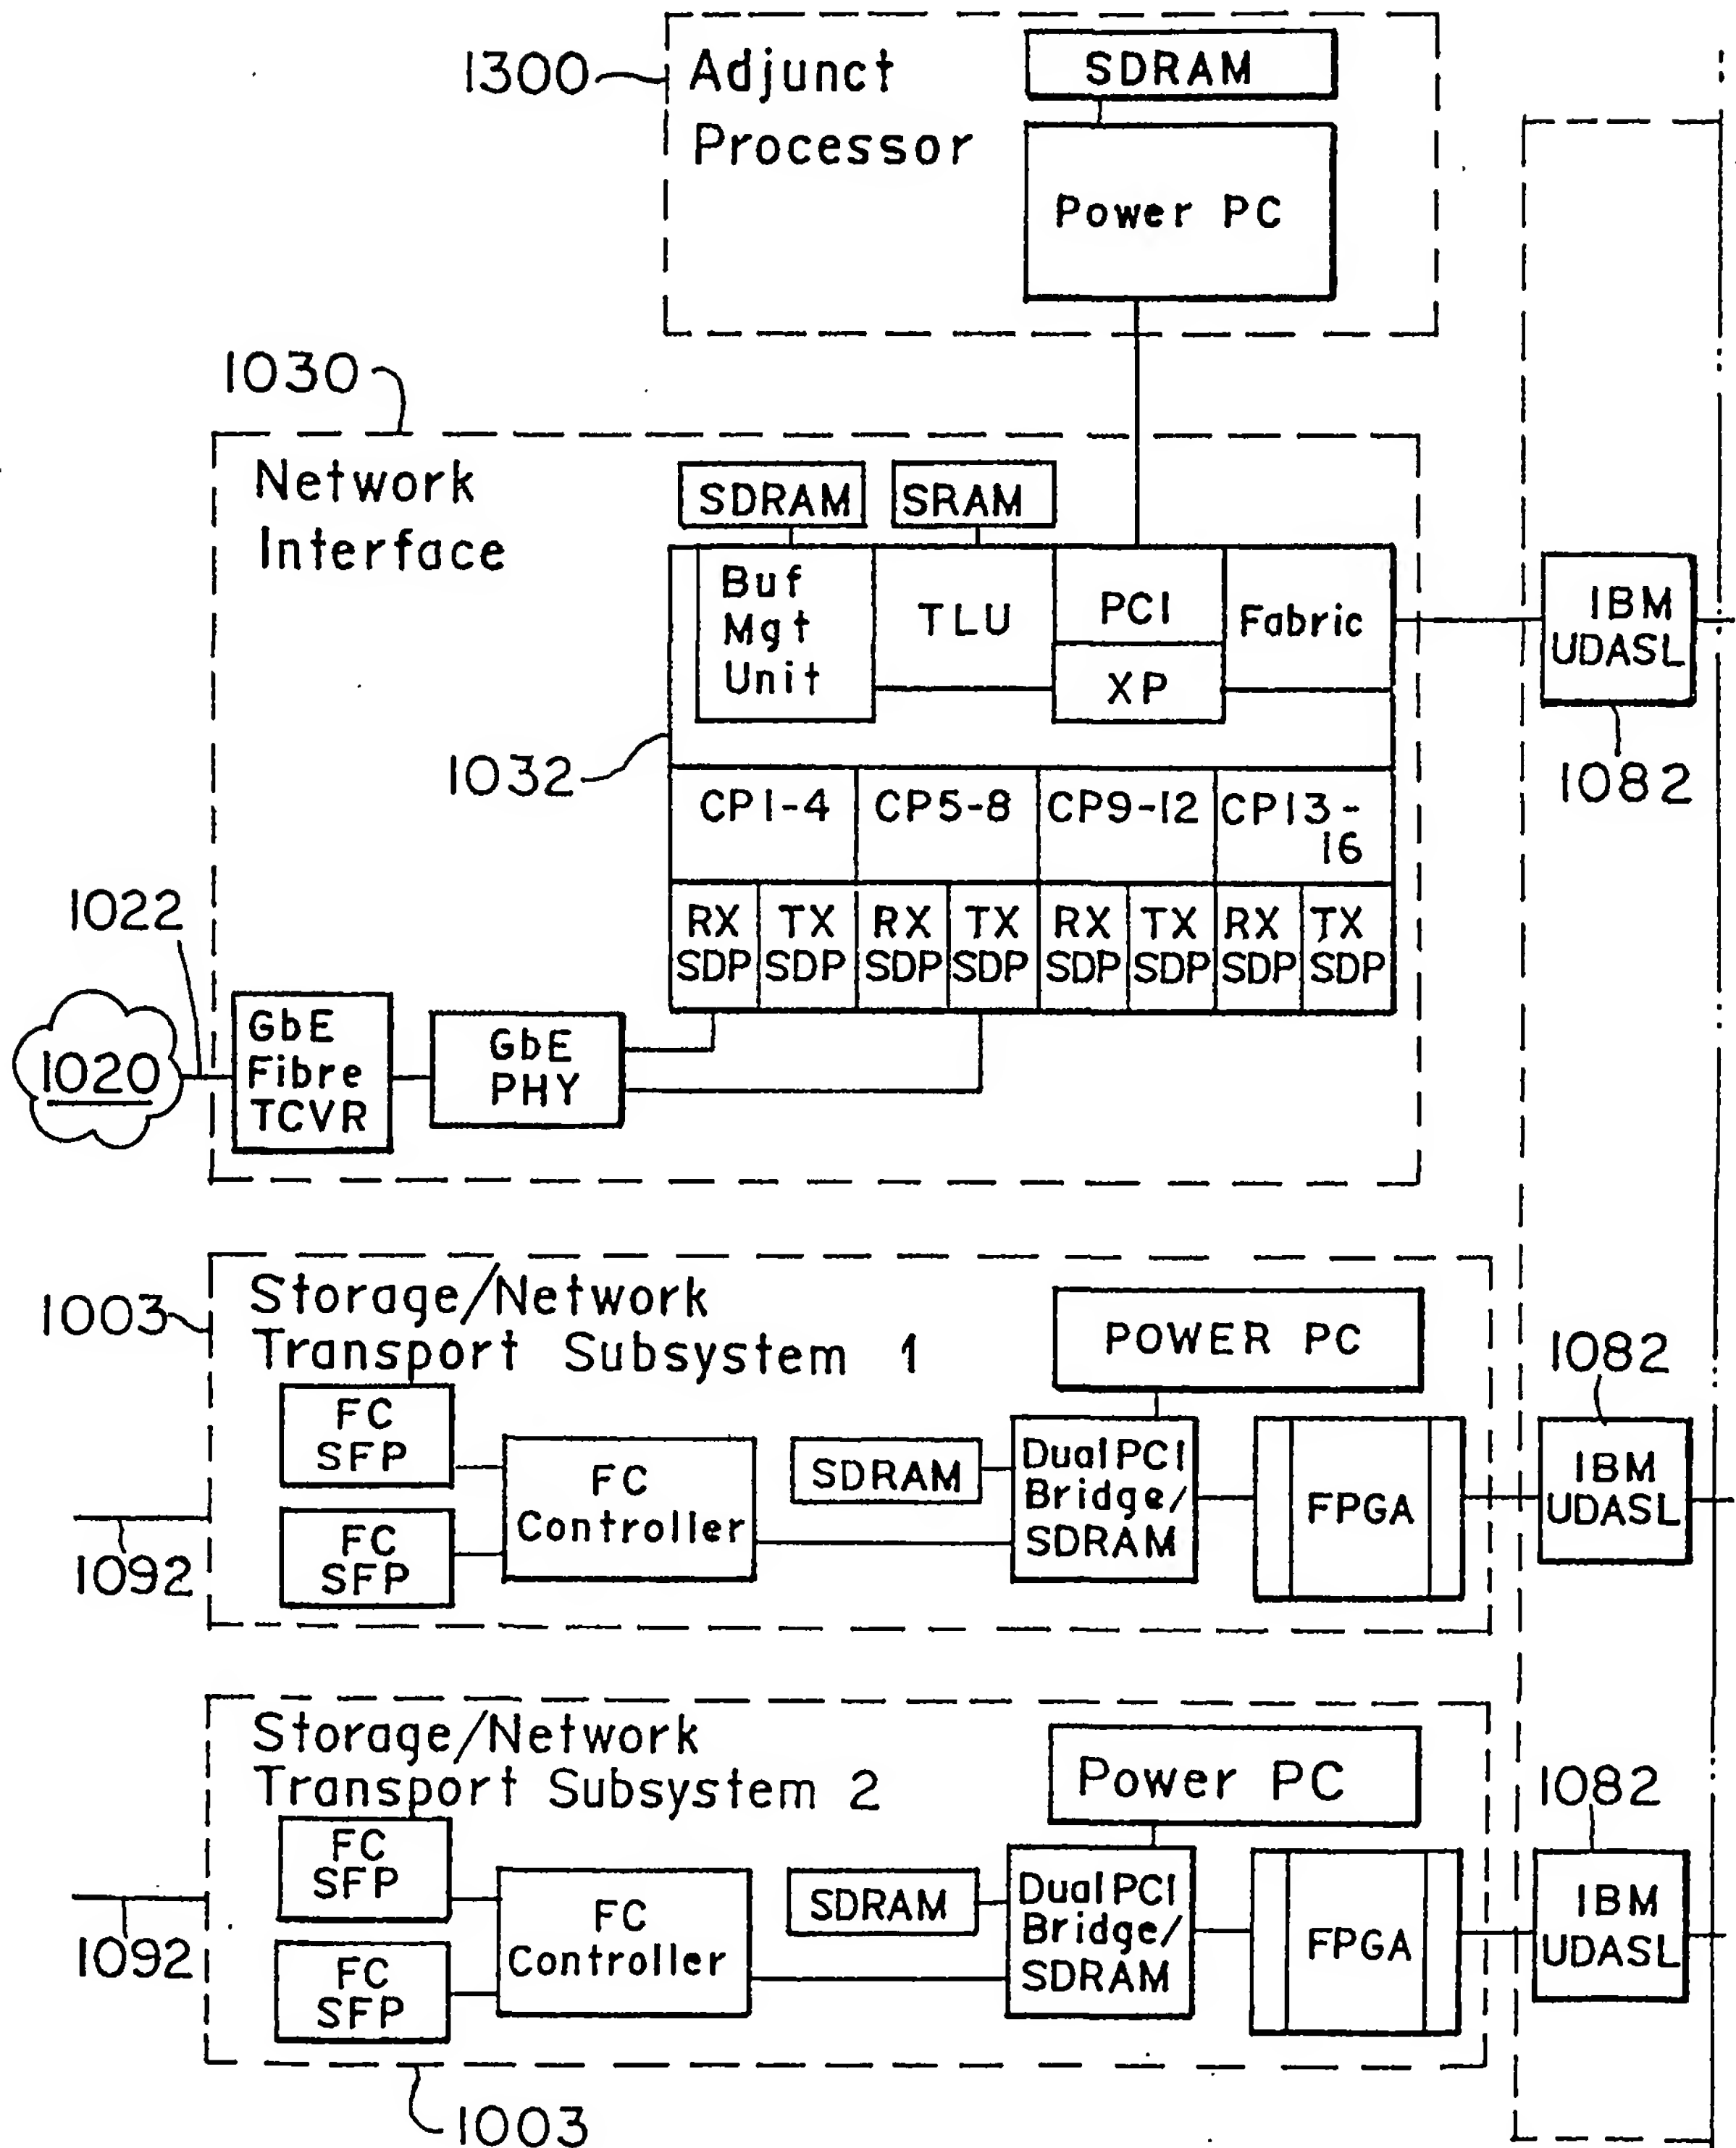 1300
Adjunct
Processor
SDRAM
Power PC
1030
Network
Interface
SDRAM
SRAM
Buf
Mgt
Unit
TLU
PCI
XP
Fabric
IBM
UDASL
1082
1032
CP1-4
CP5-8
CP9-12
CP13-
16
RX
SDP
TX
SDP
RX
SDP
TX
SDP
RX
SDP
TX
SDP
RX
SDP
TX
SDP
1022
1020
GbE
Fibre
TCVR
GbE
PHY
1003
Storage/Network
Transport Subsystem 1
POWER PC
FC
SFP
FC
SFP
FC
Controller
SDRAM
Dual PCI
Bridge/
SDRAM
FPGA
1082
IBM
UDASL
1092
Storage/Network
Transport Subsystem 2
Power PC
FC
SFP
FC
SFP
FC
Controller
SDRAM
Dual PCI
Bridge/
SDRAM
FPGA
1082
IBM
UDASL
1092
1003